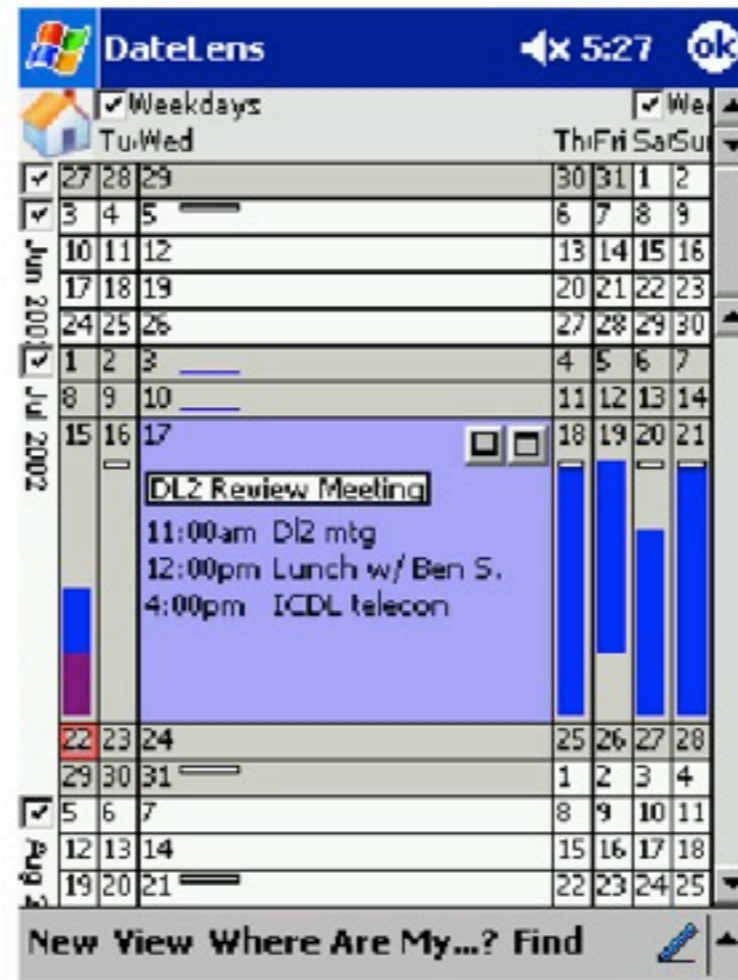 DateLens 5:27 ok
Weekdays We
Tu Wed Th Fri Sat Su
27 28 29 30 31 1 2
3 4 5 6 7 8 9
Jun 200
10 11 12 13 14 15 16
17 18 19 20 21 22 23
24 25 26 27 28 29 30
1 2 3 4 5 6 7
Jul 2002
8 9 10 11 12 13 14
15 16 17 18 19 20 21
DL2 Review Meeting
11:00am Dl2 mtg
12:00pm Lunch w/ Ben S.
4:00pm ICDL telecon
22 23 24 25 26 27 28
29 30 31 1 2 3 4
5 6 7 8 9 10 11
Aug 2
12 13 14 15 16 17 18
19 20 21 22 23 24 25
New View Where Are My...? Find